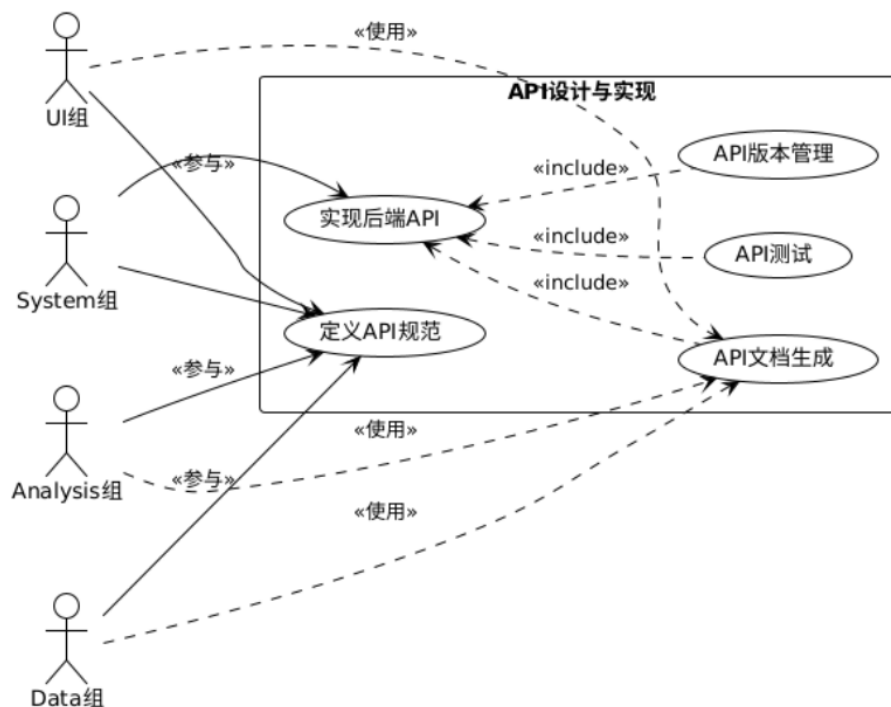 «使用»
API设计与实现
UI组
«参与»
«include»
API版本管理
实现后端API
«include»
API测试
System组
«include»
定义API规范
API文档生成
«参与»
«使用»
«参与»
Analysis组
«使用»
Data组